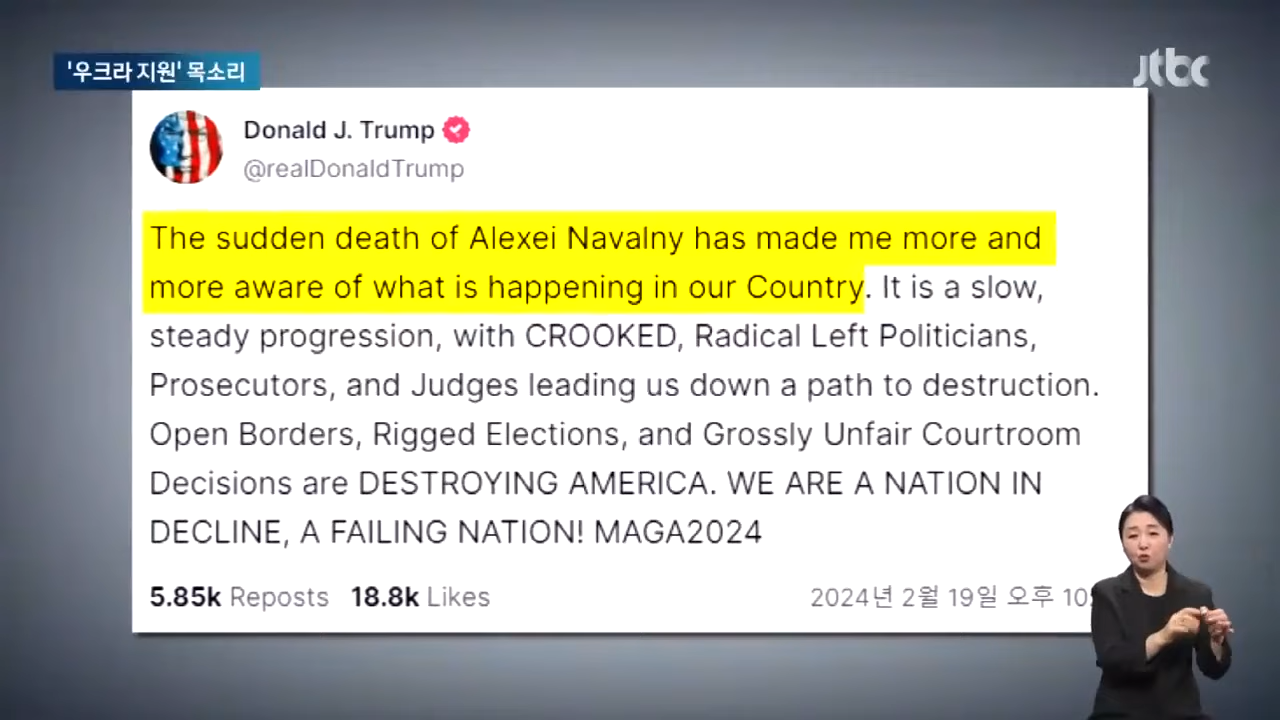 '우크라 지원' 목소리
jtbc
Donald J. Trump
@realDonaldTrump
The sudden death of Alexei Navalny has made me more and
more aware of what is happening in our Country. It is a slow,
steady progression, with CROOKED, Radical Left Politicians,
Prosecutors, and Judges leading us down a path to destruction.
Open Borders, Rigged Elections, and Grossly Unfair Courtroom
Decisions are DESTROYING AMERICA. WE ARE A NATION IN
DECLINE, A FAILING NATION! MAGA2024
5.85k Reposts 18.8k Likes
2024년 2월 19일 오후 10: